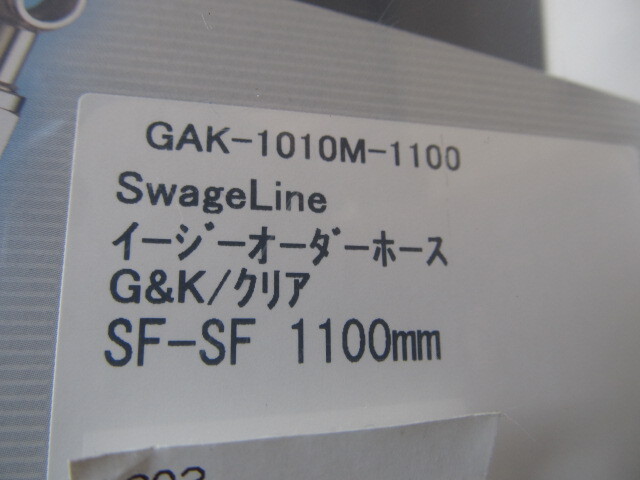 GAK-1010M-1100
SwageLine
イージーオーダーホース
G&K/クリア
SF-SF 1100mm